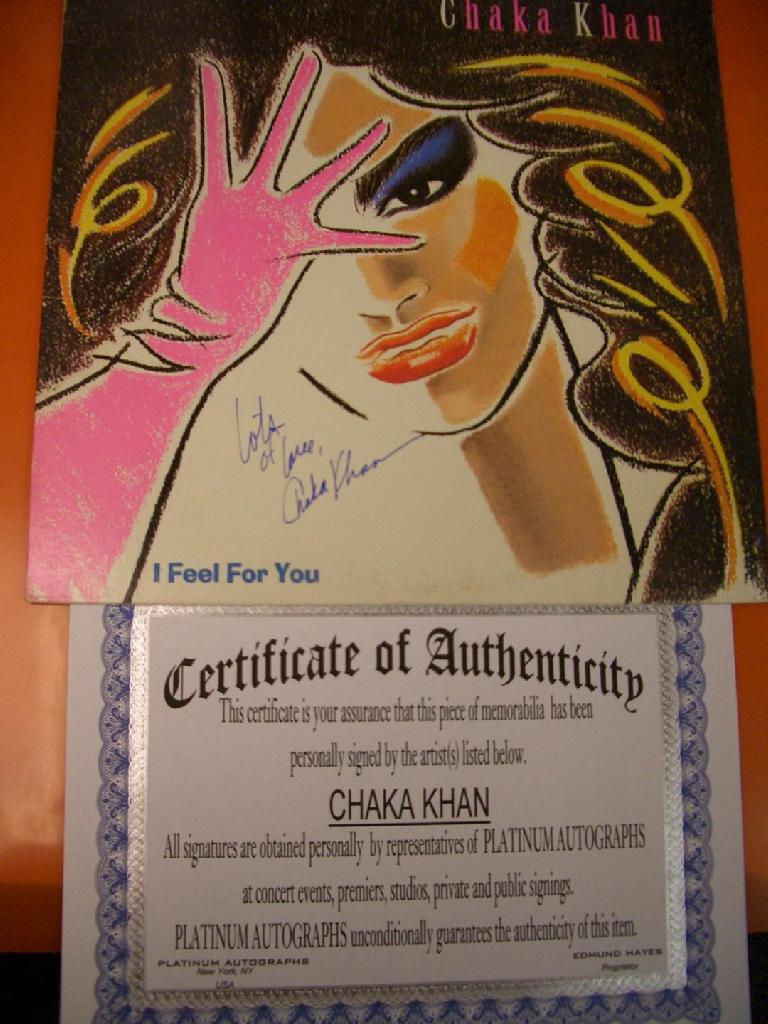 Chaka Khan
Lots
of love,
Chaka Khan
I Feel For You
Certificate of Authenticity
This certificate is your assurance that this piece of memorabilia has been
personally signed by the artist(s) listed below.
CHAKA KHAN
All signatures are obtained personally by representatives of PLATINUM AUTOGRAPHS
at concert events, premiers, studios, private and public signings.
PLATINUM AUTOGRAPHS unconditionally guarantees the authenticity of this item.
PLATINUM AUTOGRAPHS
New York, NY
USA
EDMUND HAYES
Proprietor